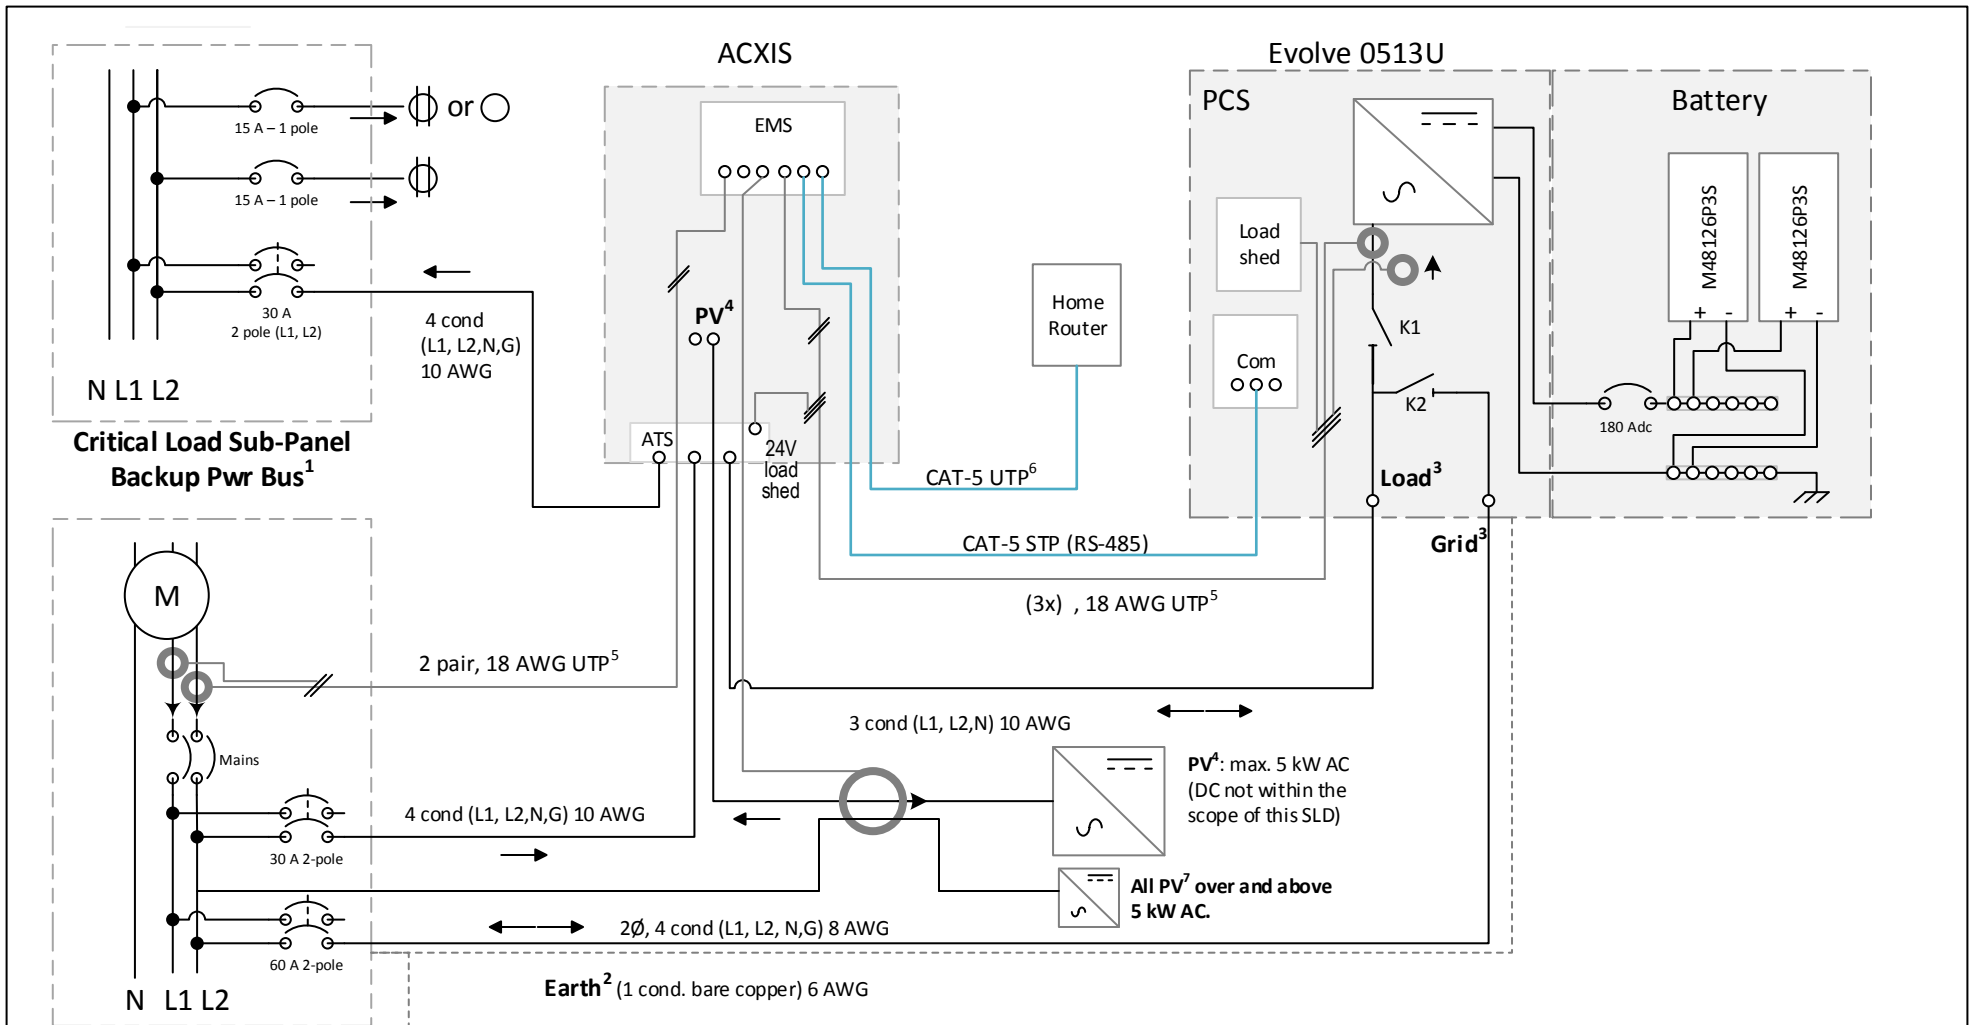 ACXIS
Evolve 0513U
15 A – 1 pole
or
15 A – 1 pole
30 A
2 pole (L1, L2)
N L1 L2
Critical Load Sub-Panel
Backup Pwr Bus1
4 cond
(L1, L2,N,G)
10 AWG
EMS
PV4
ATS
24V
load
shed
Home
Router
CAT-5 UTP6
CAT-5 STP (RS-485)
(3x) , 18 AWG UTP5
PCS
Load
shed
Com
K1
K2
Load3
Grid3
Battery
M48126P3S
M48126P3S
+ -
+ -
180 Adc
M
2 pair, 18 AWG UTP5
Mains
3 cond (L1, L2,N) 10 AWG
PV4: max. 5 kW AC
(DC not within the
scope of this SLD)
4 cond (L1, L2,N,G) 10 AWG
30 A 2-pole
All PV7 over and above
5 kW AC.
2Ø, 4 cond (L1, L2, N,G) 8 AWG
60 A 2-pole
Earth2 (1 cond. bare copper) 6 AWG
N L1 L2